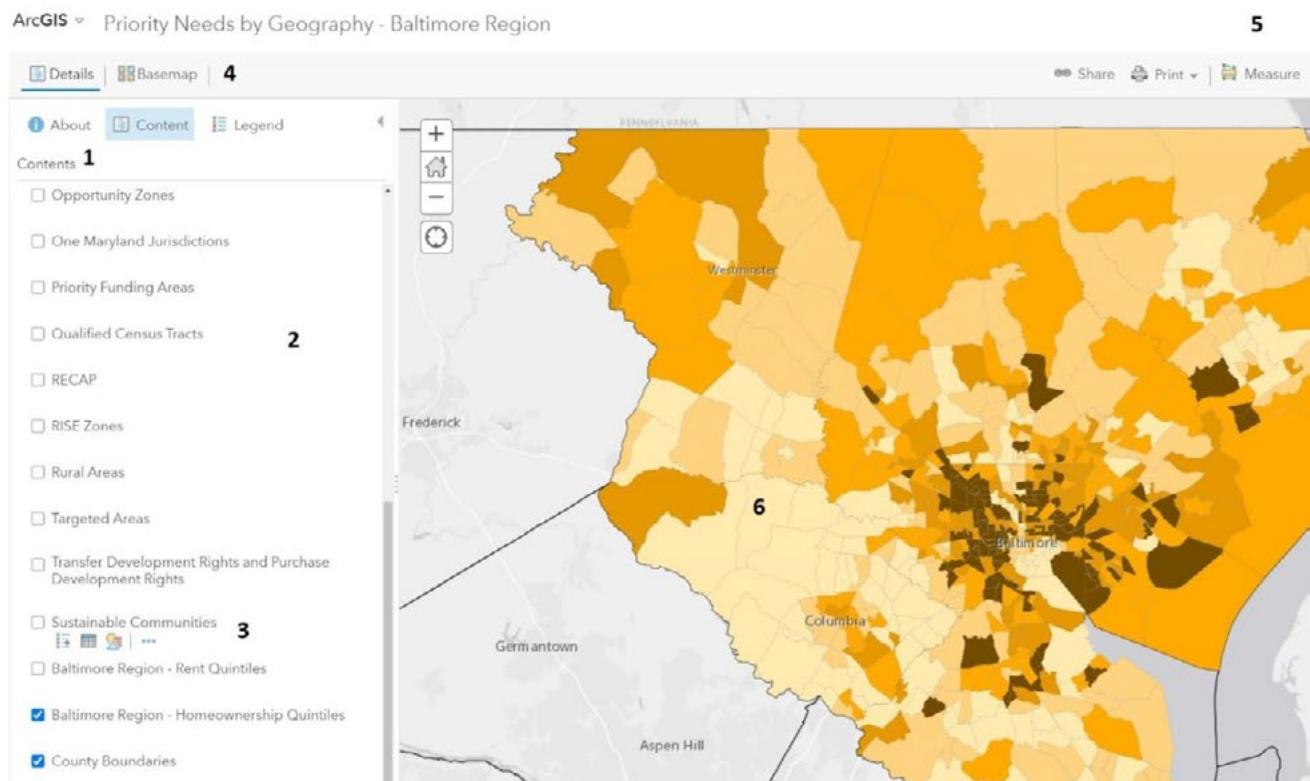 ArcGIS Priority Needs by Geography - Baltimore Region
5
Details Basemap 4
Share Print Measure
About Content Legend
Contents 1
Opportunity Zones
One Maryland Jurisdictions
Priority Funding Areas
Qualified Census Tracts
2
RECAP
RISE Zones
Rural Areas
Targeted Areas
Transfer Development Rights and Purchase
Development Rights
Sustainable Communities
3
Baltimore Region - Rent Quintiles
Baltimore Region - Homeownership Quintiles
County Boundaries
+
−
PENNSYLVANIA
Westminster
Frederick
6
Baltimore
Columbia
Germantown
Aspen Hill